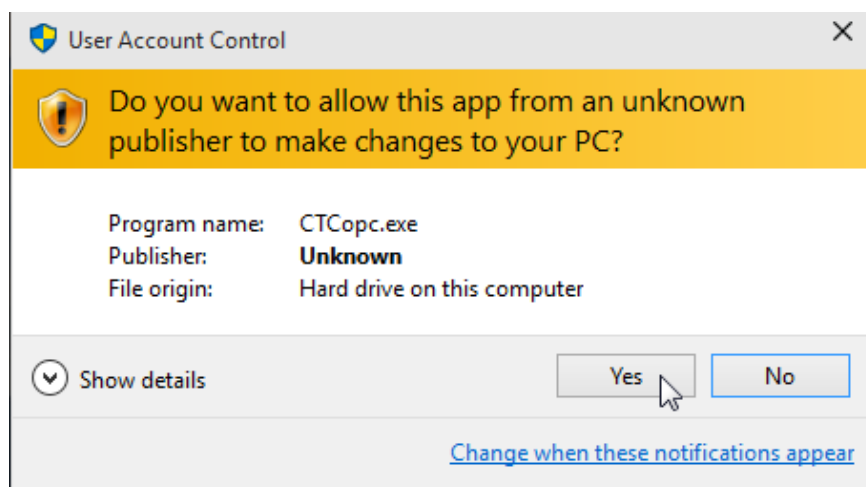 User Account Control
Do you want to allow this app from an unknown
publisher to make changes to your PC?
Program name: CTCopc.exe
Publisher: Unknown
File origin: Hard drive on this computer
Show details
Yes
No
Change when these notifications appear